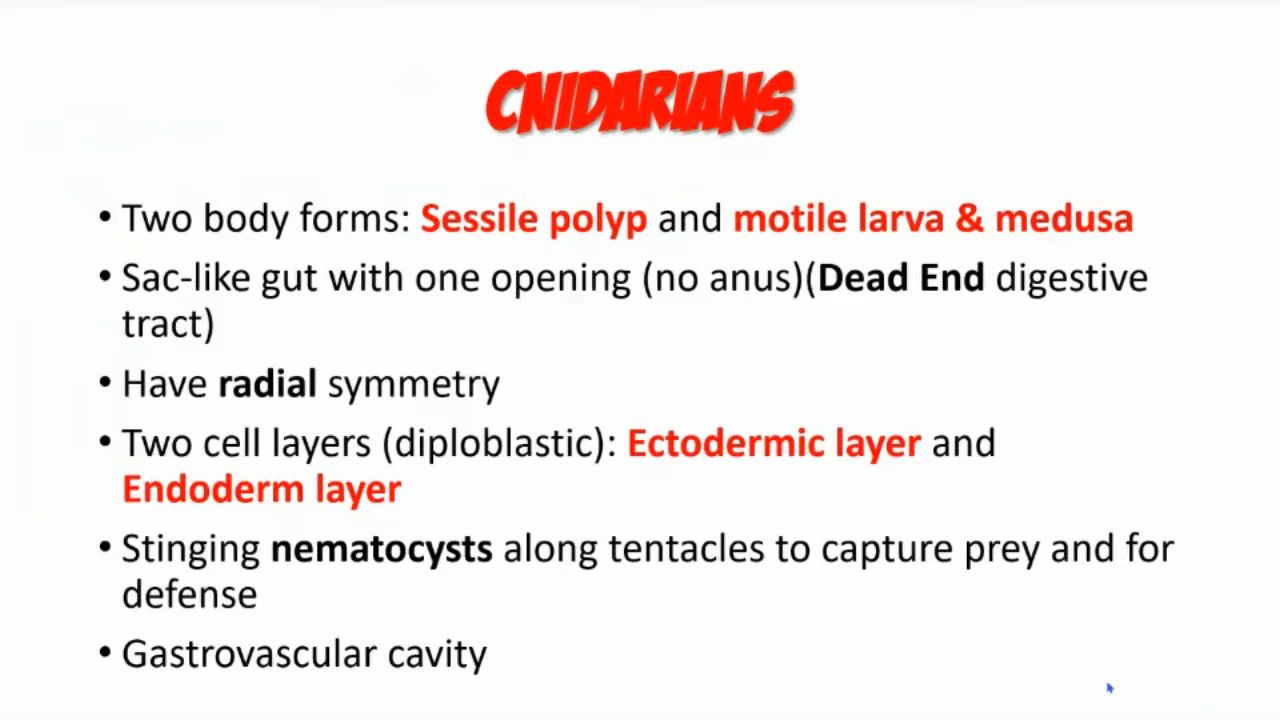 CNIDARIANS
• Two body forms: Sessile polyp and motile larva & medusa
• Sac-like gut with one opening (no anus)(Dead End digestive
tract)
• Have radial symmetry
• Two cell layers (diploblastic): Ectodermic layer and
Endoderm layer
• Stinging nematocysts along tentacles to capture prey and for
defense
• Gastrovascular cavity